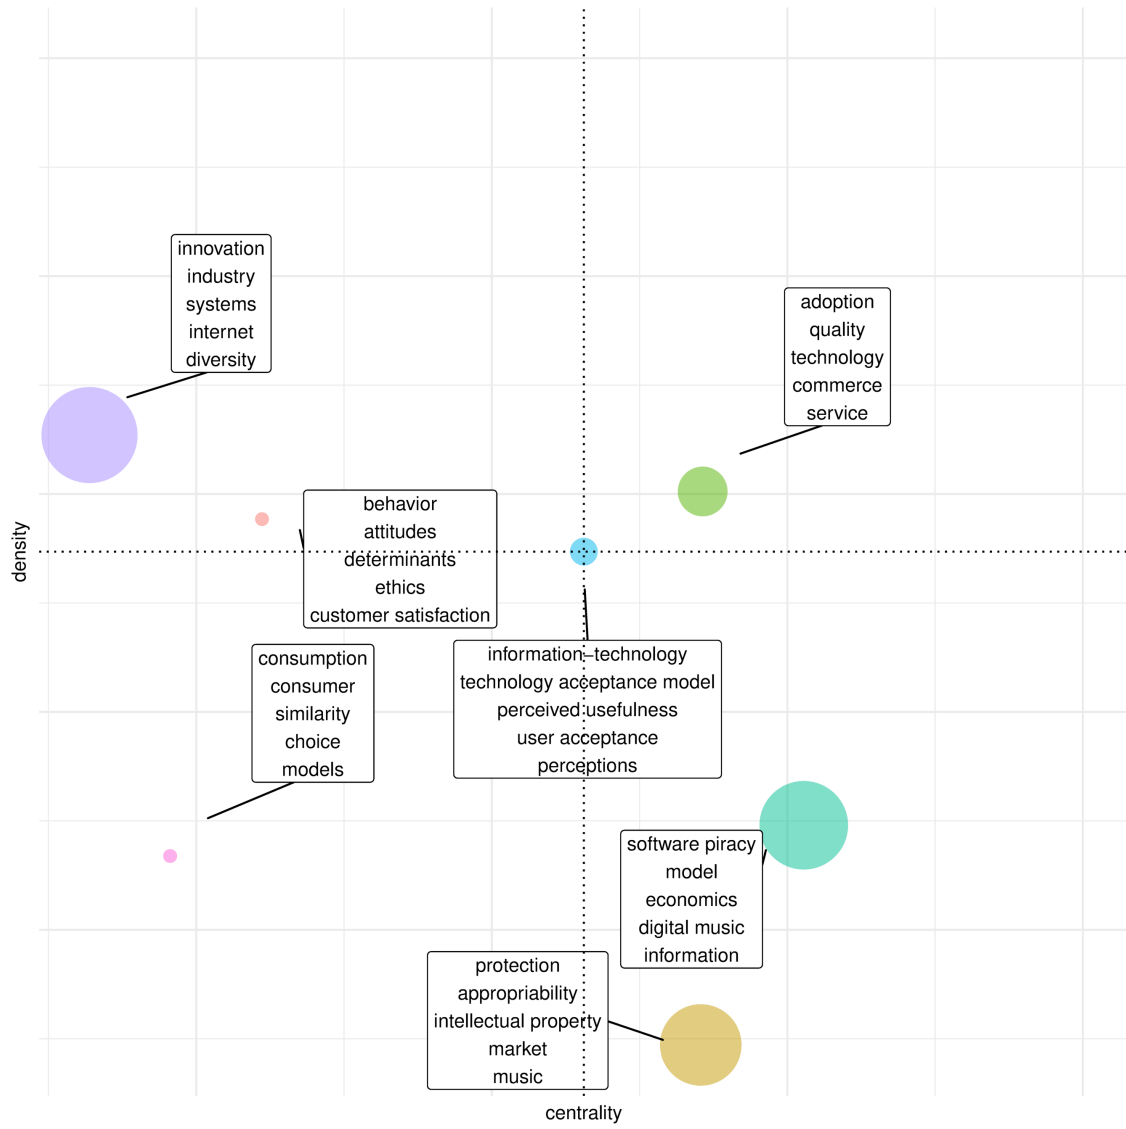 innovation
industry
systems
internet
diversity
adoption
quality
technology
commerce
service
behavior
attitudes
determinants
ethics
customer satisfaction
density
consumption
consumer
similarity
choice
models
information−technology
technology acceptance model
perceived usefulness
user acceptance
perceptions
software piracy
model
economics
digital music
information
protection
appropriability
intellectual property
market
music
centrality